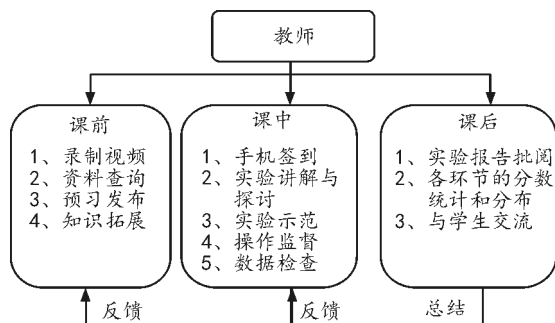 教师
课前
1、录制视频
2、资料查询
3、预习发布
4、知识拓展
课中
1、手机签到
2、实验讲解与
探讨
3、实验示范
4、操作监督
5、数据检查
课后
1、实验报告批阅
2、各环节的分数
统计和分布
3、与学生交流
反馈
反馈
总结